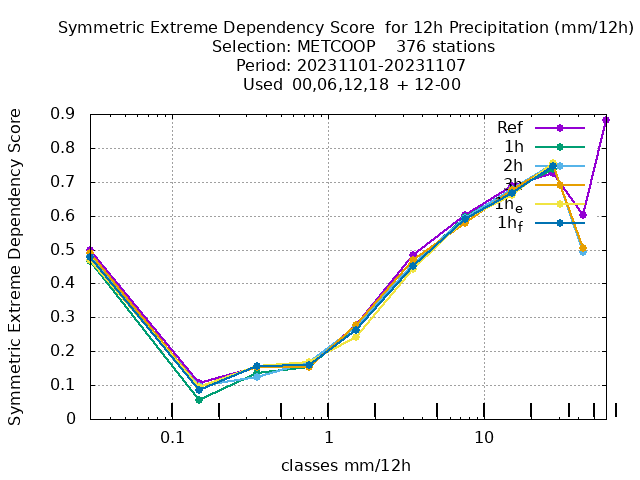 Symmetric Extreme Dependency Score for 12h Precipitation (mm/12h)
Selection: METCOOP 376 stations
Period: 20231101-20231107
Used 00,06,12,18 + 12-00
Symmetric Extreme Dependency Score
0.9
0.8
0.7
0.6
0.5
0.4
0.3
0.2
0.1
0
Ref
1h
2h
3h
1he
1hf
0.1
1
10
classes mm/12h